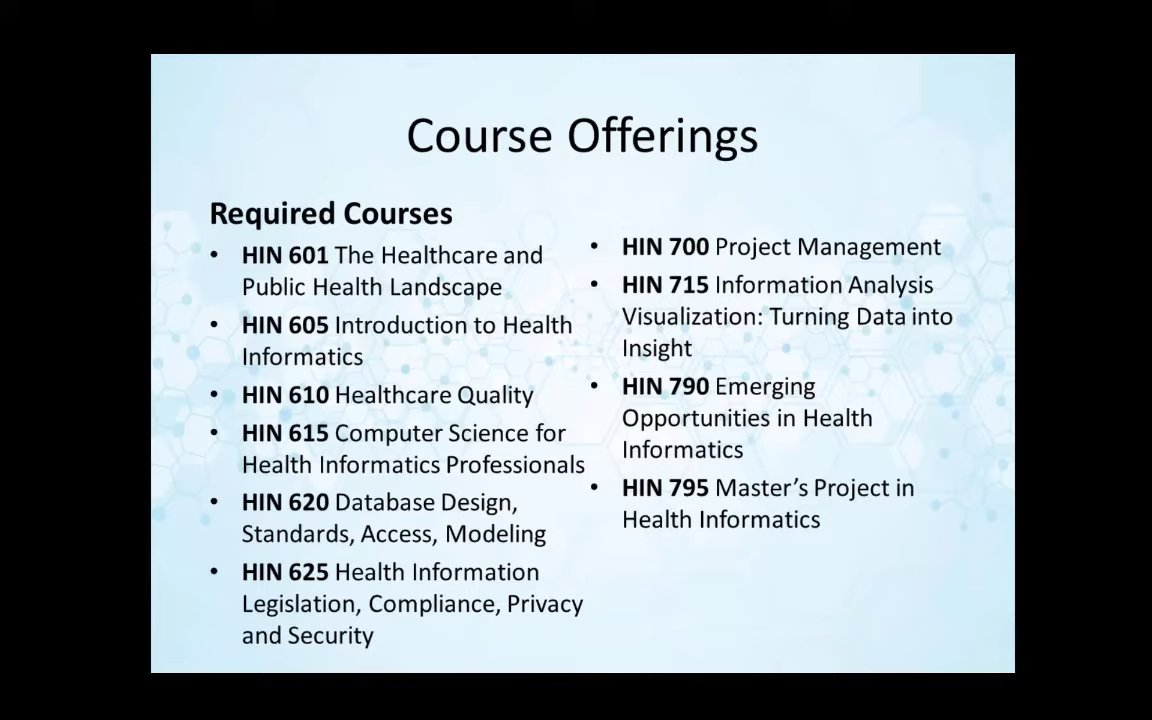 Course Offerings
Required Courses
• HIN 601 The Healthcare and
Public Health Landscape
• HIN 605 Introduction to Health
Informatics
• HIN 610 Healthcare Quality
• HIN 615 Computer Science for
Health Informatics Professionals
• HIN 620 Database Design,
Standards, Access, Modeling
• HIN 625 Health Information
Legislation, Compliance, Privacy
and Security
• HIN 700 Project Management
• HIN 715 Information Analysis
Visualization: Turning Data into
Insight
• HIN 790 Emerging
Opportunities in Health
Informatics
• HIN 795 Master’s Project in
Health Informatics